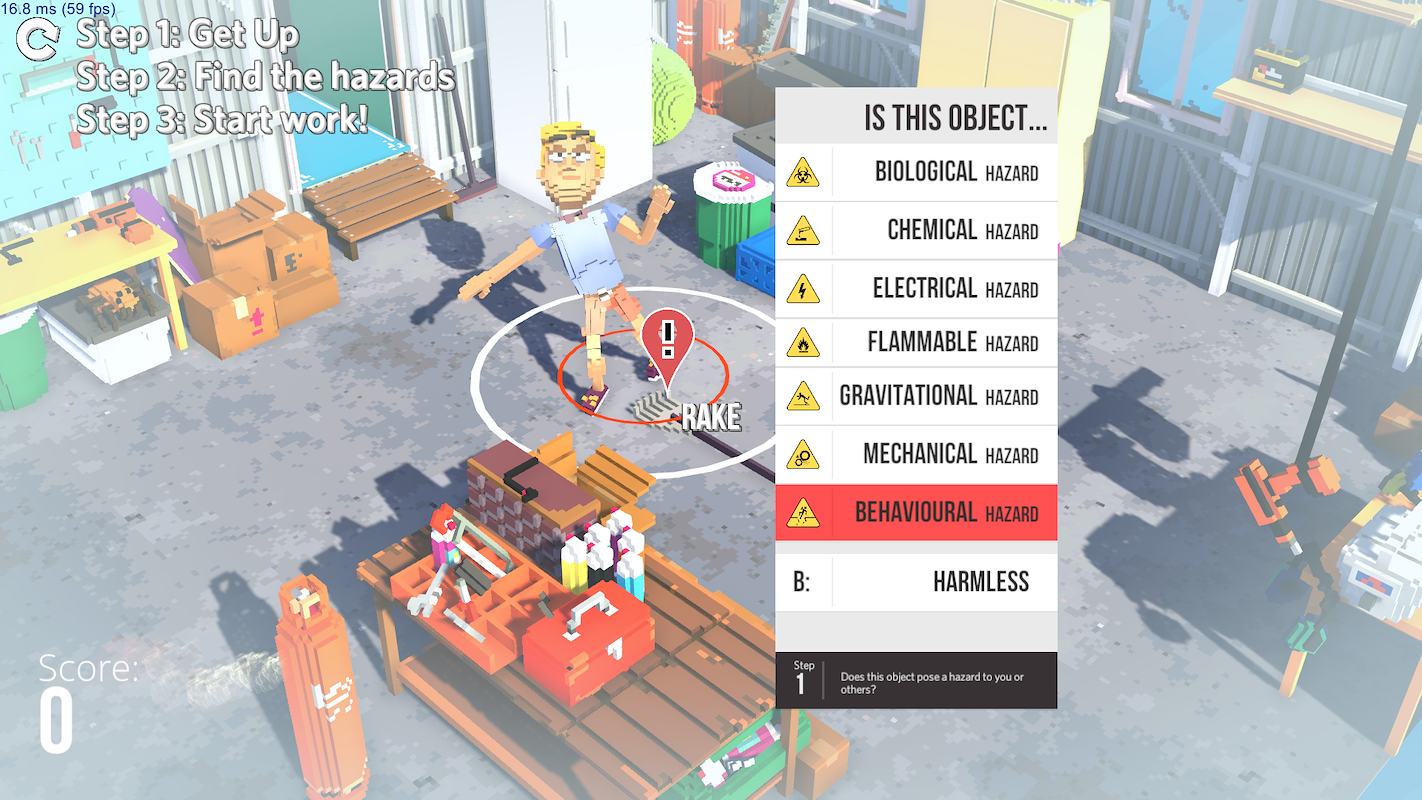 16.8 ms (59 fps)
Step 1: Get Up
Step 2: Find the hazards
Step 3: Start work!
IS THIS OBJECT...
BIOLOGICAL HAZARD
CHEMICAL HAZARD
ELECTRICAL HAZARD
FLAMMABLE HAZARD
GRAVITATIONAL HAZARD
MECHANICAL HAZARD
BEHAVIOURAL HAZARD
B: HARMLESS
Step
1
Does this object pose a hazard to you or
others?
RAKE
Score:
0